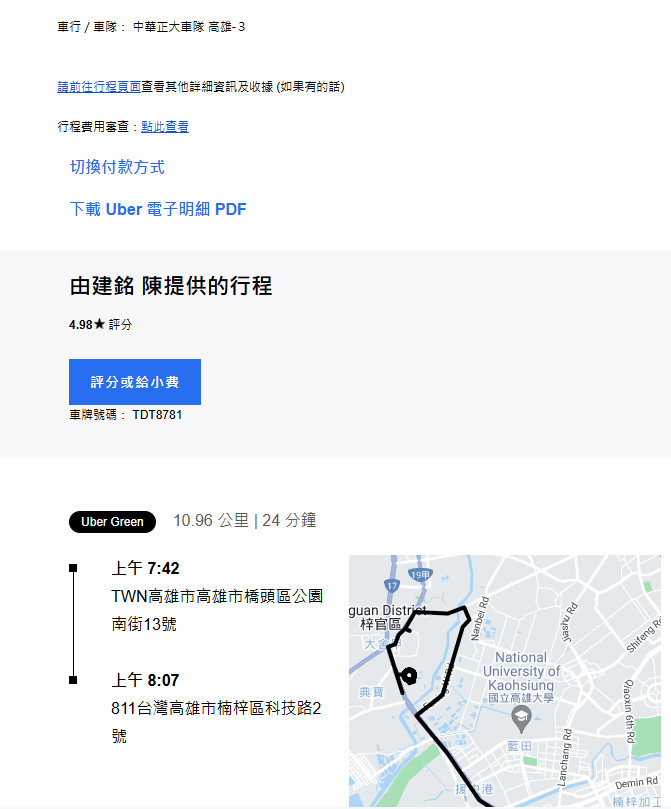 車行 / 車隊： 中華正大車隊 高雄- 3
請前往行程頁面查看其他詳細資訊及收據 (如果有的話)
行程費用審查：點此查看
切換付款方式
下載 Uber 電子明細 PDF
由建銘 陳提供的行程
4.98★ 評分
評分或給小費
車牌號碼： TDT8781
Uber Green
10.96 公里 | 24 分鐘
上午 7:42
TWN高雄市高雄市橋頭區公園
南街13號
上午 8:07
811台灣高雄市楠梓區科技路2
號
19甲
17
guan District
梓官區
Nanbei Rd
Jiashu Rd
Shifeng R
典寶
National
University of
Kaohsiung
國立高雄大學
藍田
Qiaoxin 6th Rd
Lanchang Rd
Demin Rd
楠梓加工